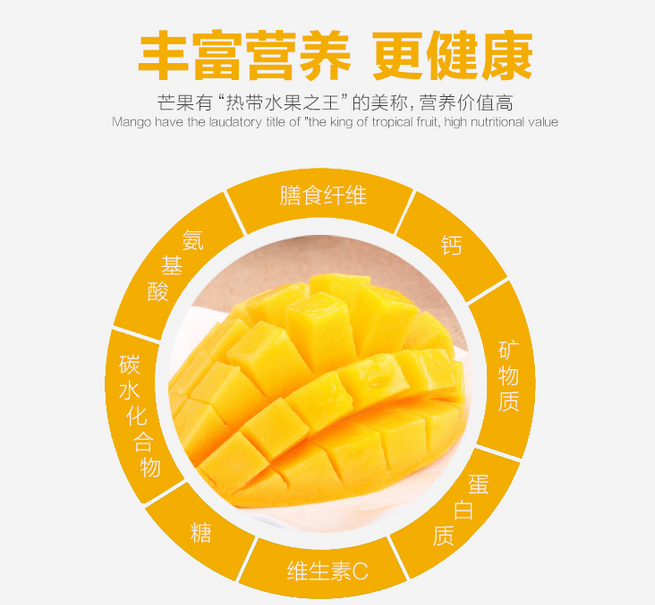 丰富营养 更健康
芒果有“热带水果之王”的美称,营养价值高
Mango have the laudatory title of "the king of tropical fruit, high nutritional value
膳食纤维
钙
矿物质
蛋白质
维生素C
糖
碳水化合物
氨基酸